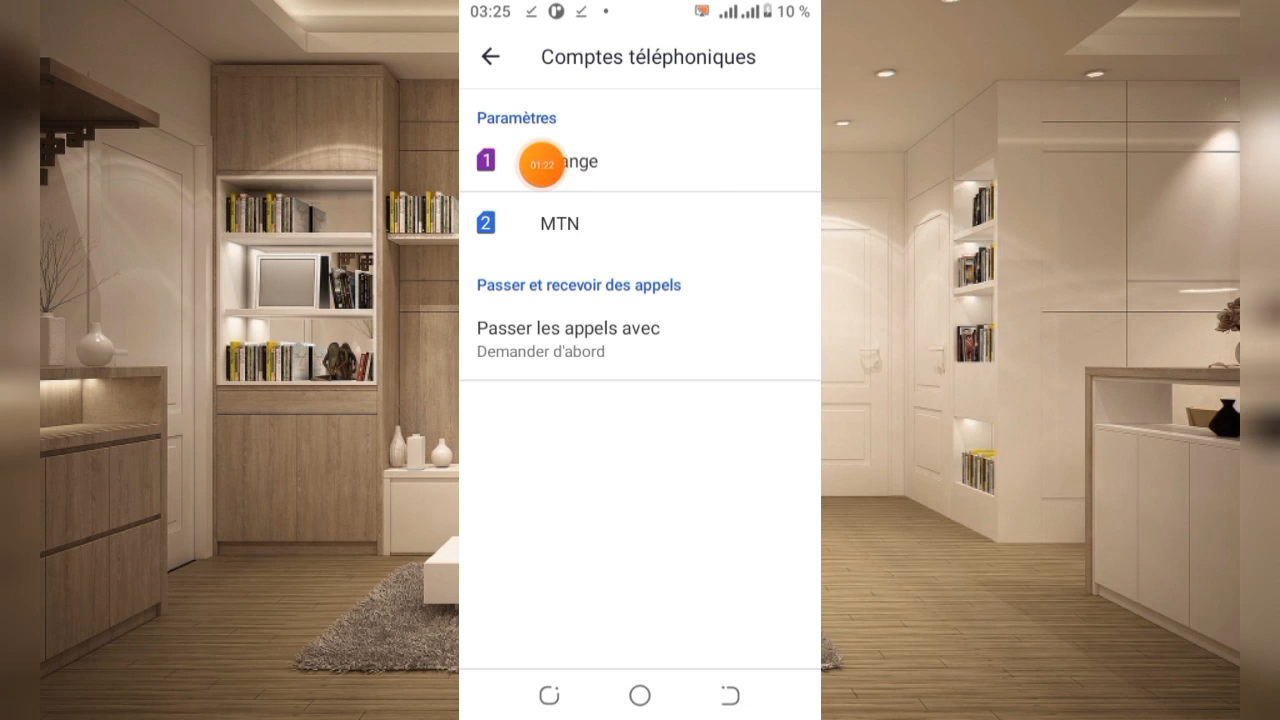 03:25 10 %
Comptes téléphoniques
Paramètres
1 01:22 ange
2 MTN
Passer et recevoir des appels
Passer les appels avec
Demander d'abord